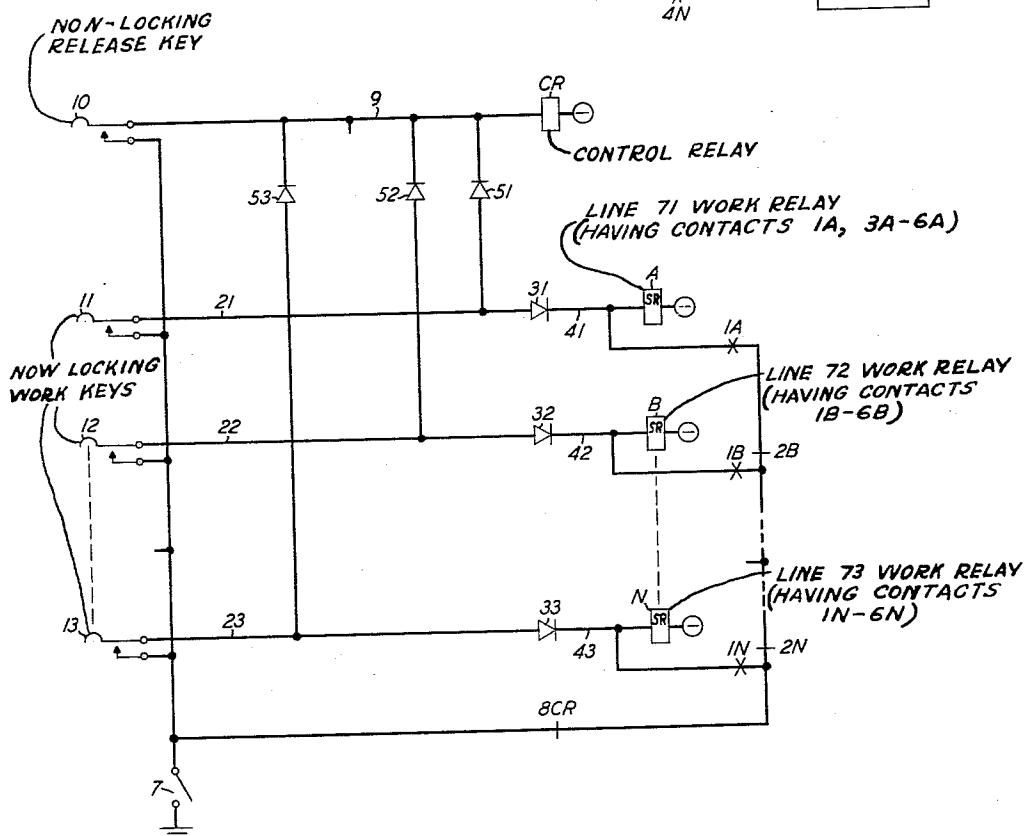 4N
NON-LOCKING
RELEASE KEY
10
9
CR
CONTROL RELAY
53
52
51
LINE 71 WORK RELAY
(HAVING CONTACTS 1A, 3A-6A)
11
21
31
41
A
SR
1A
NOW LOCKING
WORK KEYS
12
22
32
42
B
SR
1B
2B
LINE 72 WORK RELAY
(HAVING CONTACTS
1B-6B)
13
23
33
43
N
SR
1N
2N
LINE 73 WORK RELAY
(HAVING CONTACTS
1N-6N)
8CR
7